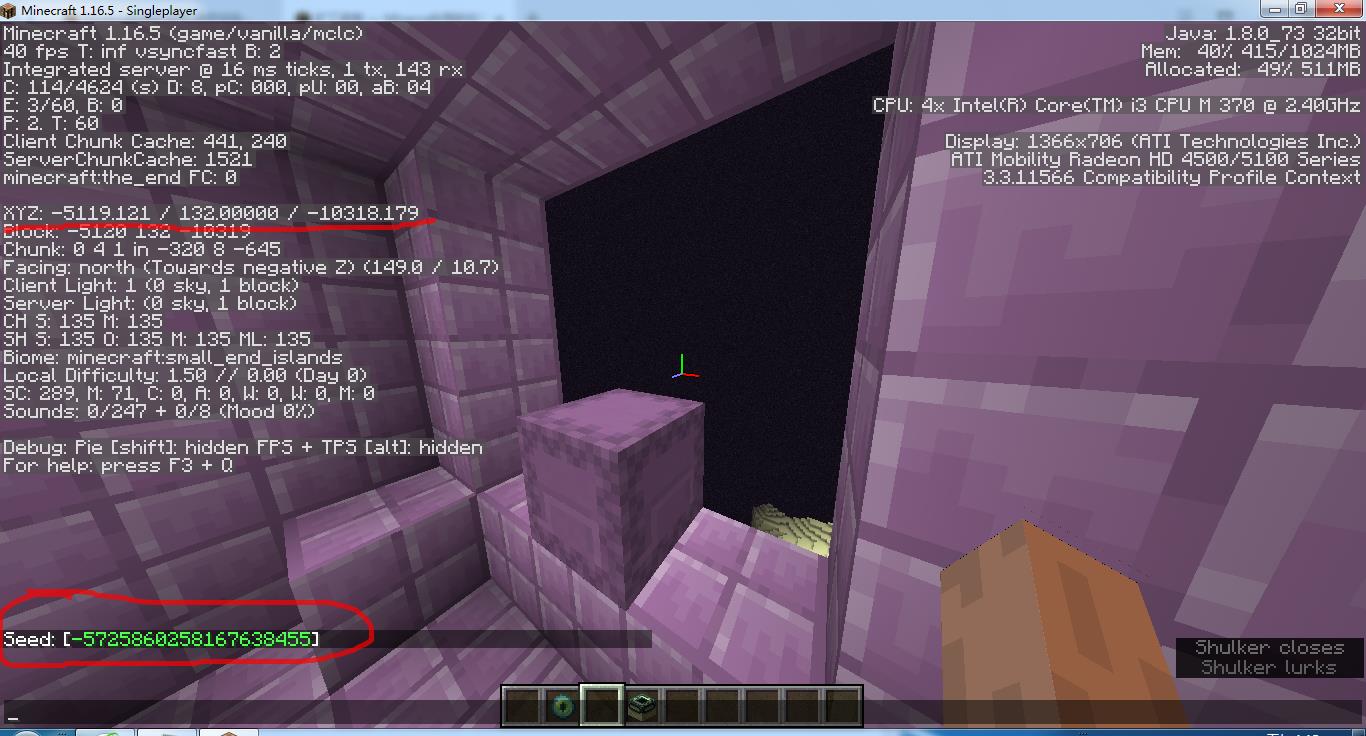 Minecraft 1.16.5 - Singleplayer
Minecraft 1.16.5 (game/vanilla/mclc)
40 fps T: inf vsyncfast B: 2
Integrated server @ 16 ms ticks, 1 tx, 143 rx
C: 114/4624 (s) D: 8, pC: 000, pU: 00, aB: 04
E: 3/60, B: 0
P: 2. T: 60
Client Chunk Cache: 441, 240
ServerChunkCache: 1521
minecraft:the_end FC: 0
XYZ: -5119.121 / 132.00000 / -10318.179
Block: -5120 132 -10319
Chunk: 0 4 1 in -320 8 -645
Facing: north (Towards negative Z) (149.0 / 10.7)
Client Light: 1 (0 sky, 1 block)
Server Light: (0 sky, 1 block)
CH S: 135 M: 135
SH S: 135 O: 135 M: 135 ML: 135
Biome: minecraft:small_end_islands
Local Difficulty: 1.50 // 0.00 (Day 0)
SC: 289, M: 71, C: 0, A: 0, W: 0, W: 0, M: 0
Sounds: 0/247 + 0/8 (Mood 0%)
Debug: Pie [shift]: hidden FPS + TPS [alt]: hidden
For help: press F3 + Q
Java: 1.8.0_73 32bit
Mem: 40% 415/1024MB
Allocated: 49% 511MB
CPU: 4x Intel(R) Core(TM) i3 CPU M 370 @ 2.40GHz
Display: 1366x706 (ATI Technologies Inc.)
ATI Mobility Radeon HD 4500/5100 Series
3.3.11566 Compatibility Profile Context
Seed: [-5725860258167638455]
Shulker closes
Shulker lurks
_